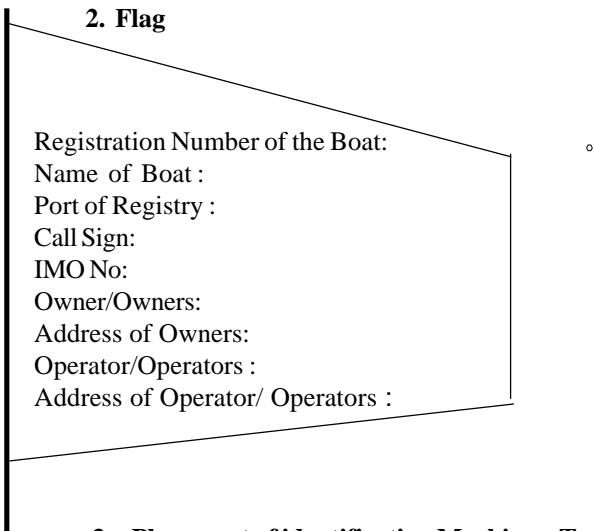 2. Flag
Registration Number of the Boat:
Name of Boat :
Port of Registry :
Call Sign:
IMO No:
Owner/Owners:
Address of Owners:
Operator/Operators :
Address of Operator/ Operators :